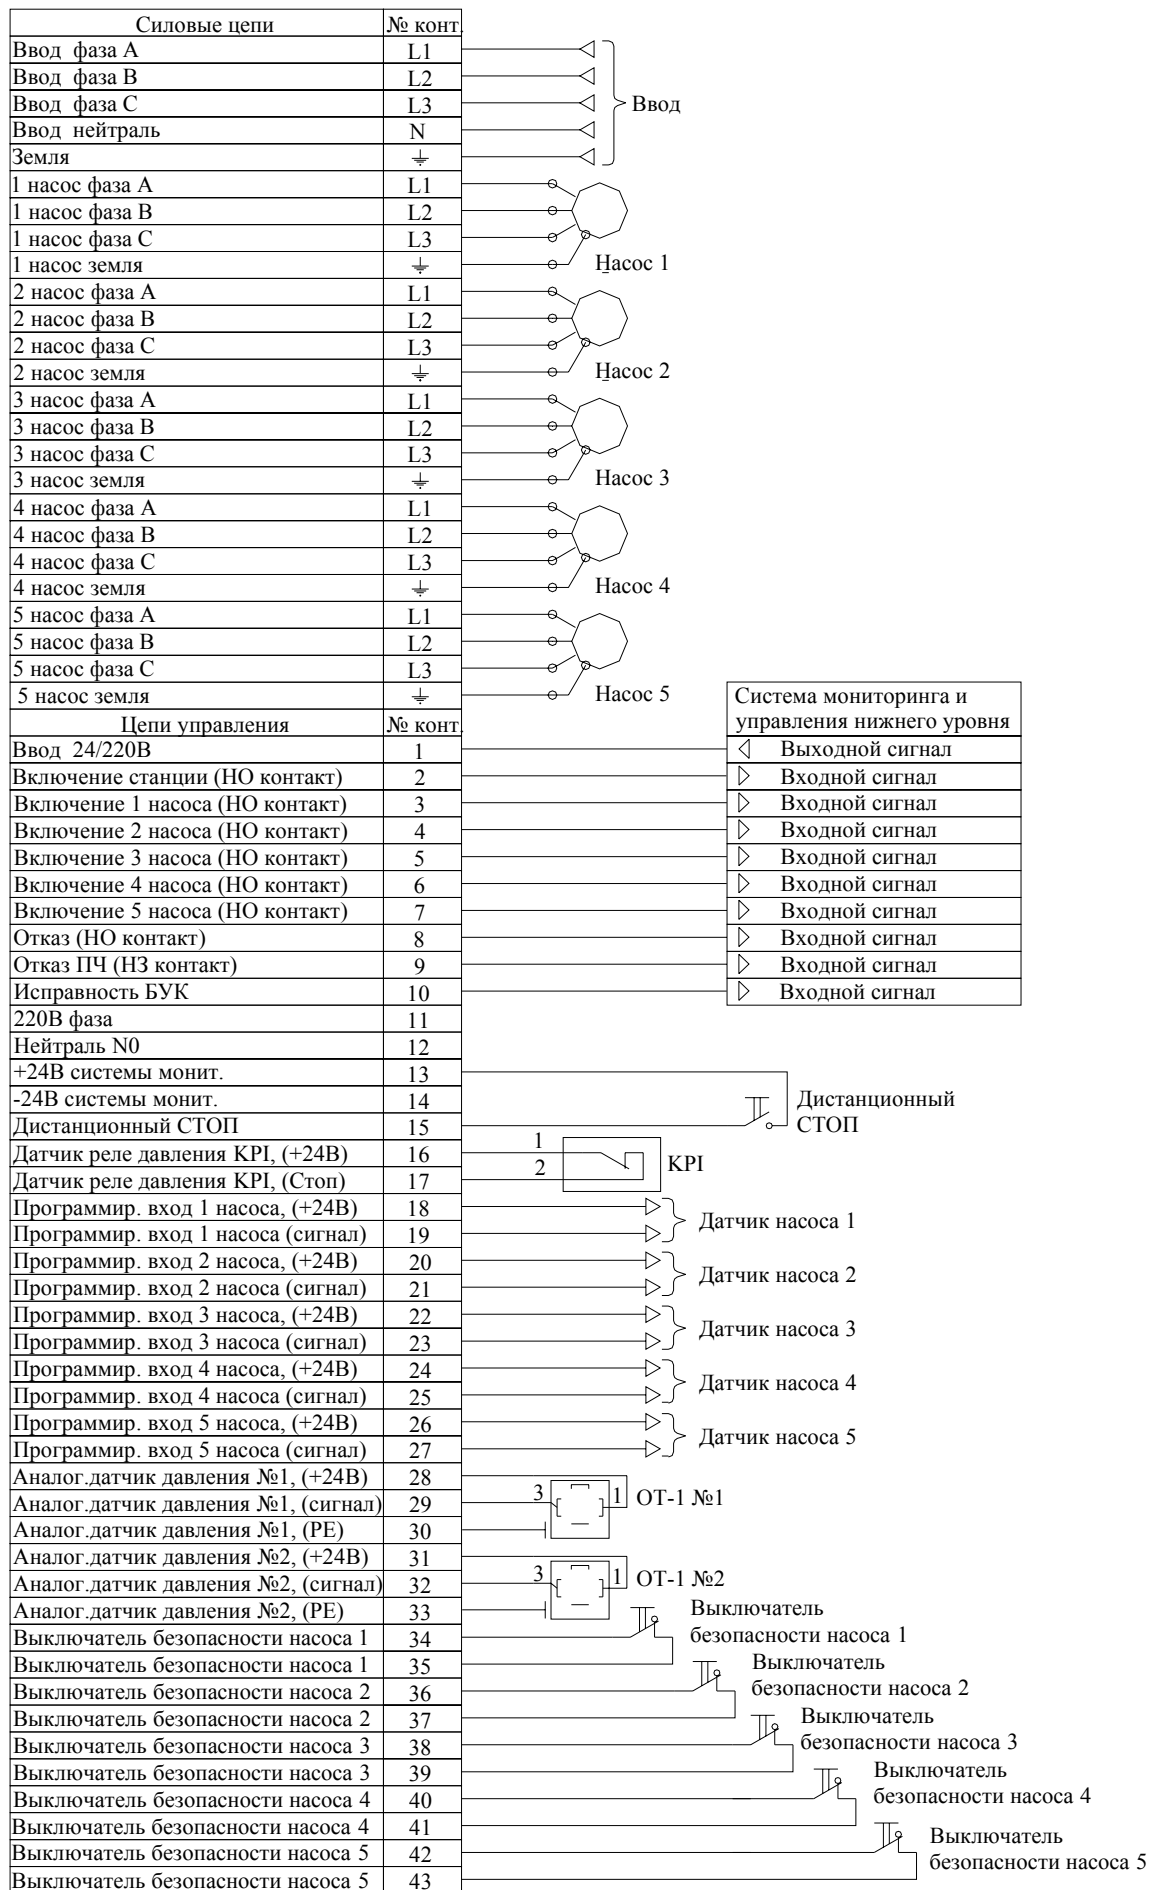 Силовые цепи № конт.
Ввод фаза А L1
Ввод фаза В L2
Ввод фаза С L3 Ввод
Ввод нейтраль N
Земля
1 насос фаза А L1
1 насос фаза В L2
1 насос фаза С L3
1 насос земля Насос 1
2 насос фаза А L1
2 насос фаза В L2
2 насос фаза С L3
2 насос земля Насос 2
3 насос фаза А L1
3 насос фаза В L2
3 насос фаза С L3
3 насос земля Насос 3
4 насос фаза А L1
4 насос фаза В L2
4 насос фаза С L3
4 насос земля Насос 4
5 насос фаза А L1
5 насос фаза В L2
5 насос фаза С L3
5 насос земля Насос 5
Система мониторинга и
управления нижнего уровня
Цепи управления № конт.
Ввод 24/220В 1 Выходной сигнал
Включение станции (НО контакт) 2 Входной сигнал
Включение 1 насоса (НО контакт) 3 Входной сигнал
Включение 2 насоса (НО контакт) 4 Входной сигнал
Включение 3 насоса (НО контакт) 5 Входной сигнал
Включение 4 насоса (НО контакт) 6 Входной сигнал
Включение 5 насоса (НО контакт) 7 Входной сигнал
Отказ (НО контакт) 8 Входной сигнал
Отказ ПЧ (НЗ контакт) 9 Входной сигнал
Исправность БУК 10 Входной сигнал
220В фаза 11
Нейтраль N0 12
+24В системы монит. 13
-24В системы монит. 14
Дистанционный СТОП 15
Дистанционный
СТОП
Датчик реле давления KPI, (+24В) 16 1
Датчик реле давления KPI, (Стоп) 17 2
KPI
Программир. вход 1 насоса, (+24В) 18
Программир. вход 1 насоса (сигнал) 19
Датчик насоса 1
Программир. вход 2 насоса, (+24В) 20
Программир. вход 2 насоса (сигнал) 21
Датчик насоса 2
Программир. вход 3 насоса, (+24В) 22
Программир. вход 3 насоса (сигнал) 23
Датчик насоса 3
Программир. вход 4 насоса, (+24В) 24
Программир. вход 4 насоса (сигнал) 25
Датчик насоса 4
Программир. вход 5 насоса, (+24В) 26
Программир. вход 5 насоса (сигнал) 27
Датчик насоса 5
Аналог.датчик давления №1, (+24В) 28
Аналог.датчик давления №1, (сигнал) 29 3 1 ОТ-1 №1
Аналог.датчик давления №1, (РЕ) 30
Аналог.датчик давления №2, (+24В) 31
Аналог.датчик давления №2, (сигнал) 32 3 1 ОТ-1 №2
Аналог.датчик давления №2, (РЕ) 33
Выключатель безопасности насоса 1 34
Выключатель безопасности насоса 1 35
Выключатель
безопасности насоса 1
Выключатель безопасности насоса 2 36
Выключатель безопасности насоса 2 37
Выключатель
безопасности насоса 2
Выключатель безопасности насоса 3 38
Выключатель безопасности насоса 3 39
Выключатель
безопасности насоса 3
Выключатель безопасности насоса 4 40
Выключатель безопасности насоса 4 41
Выключатель
безопасности насоса 4
Выключатель безопасности насоса 5 42
Выключатель безопасности насоса 5 43
Выключатель
безопасности насоса 5